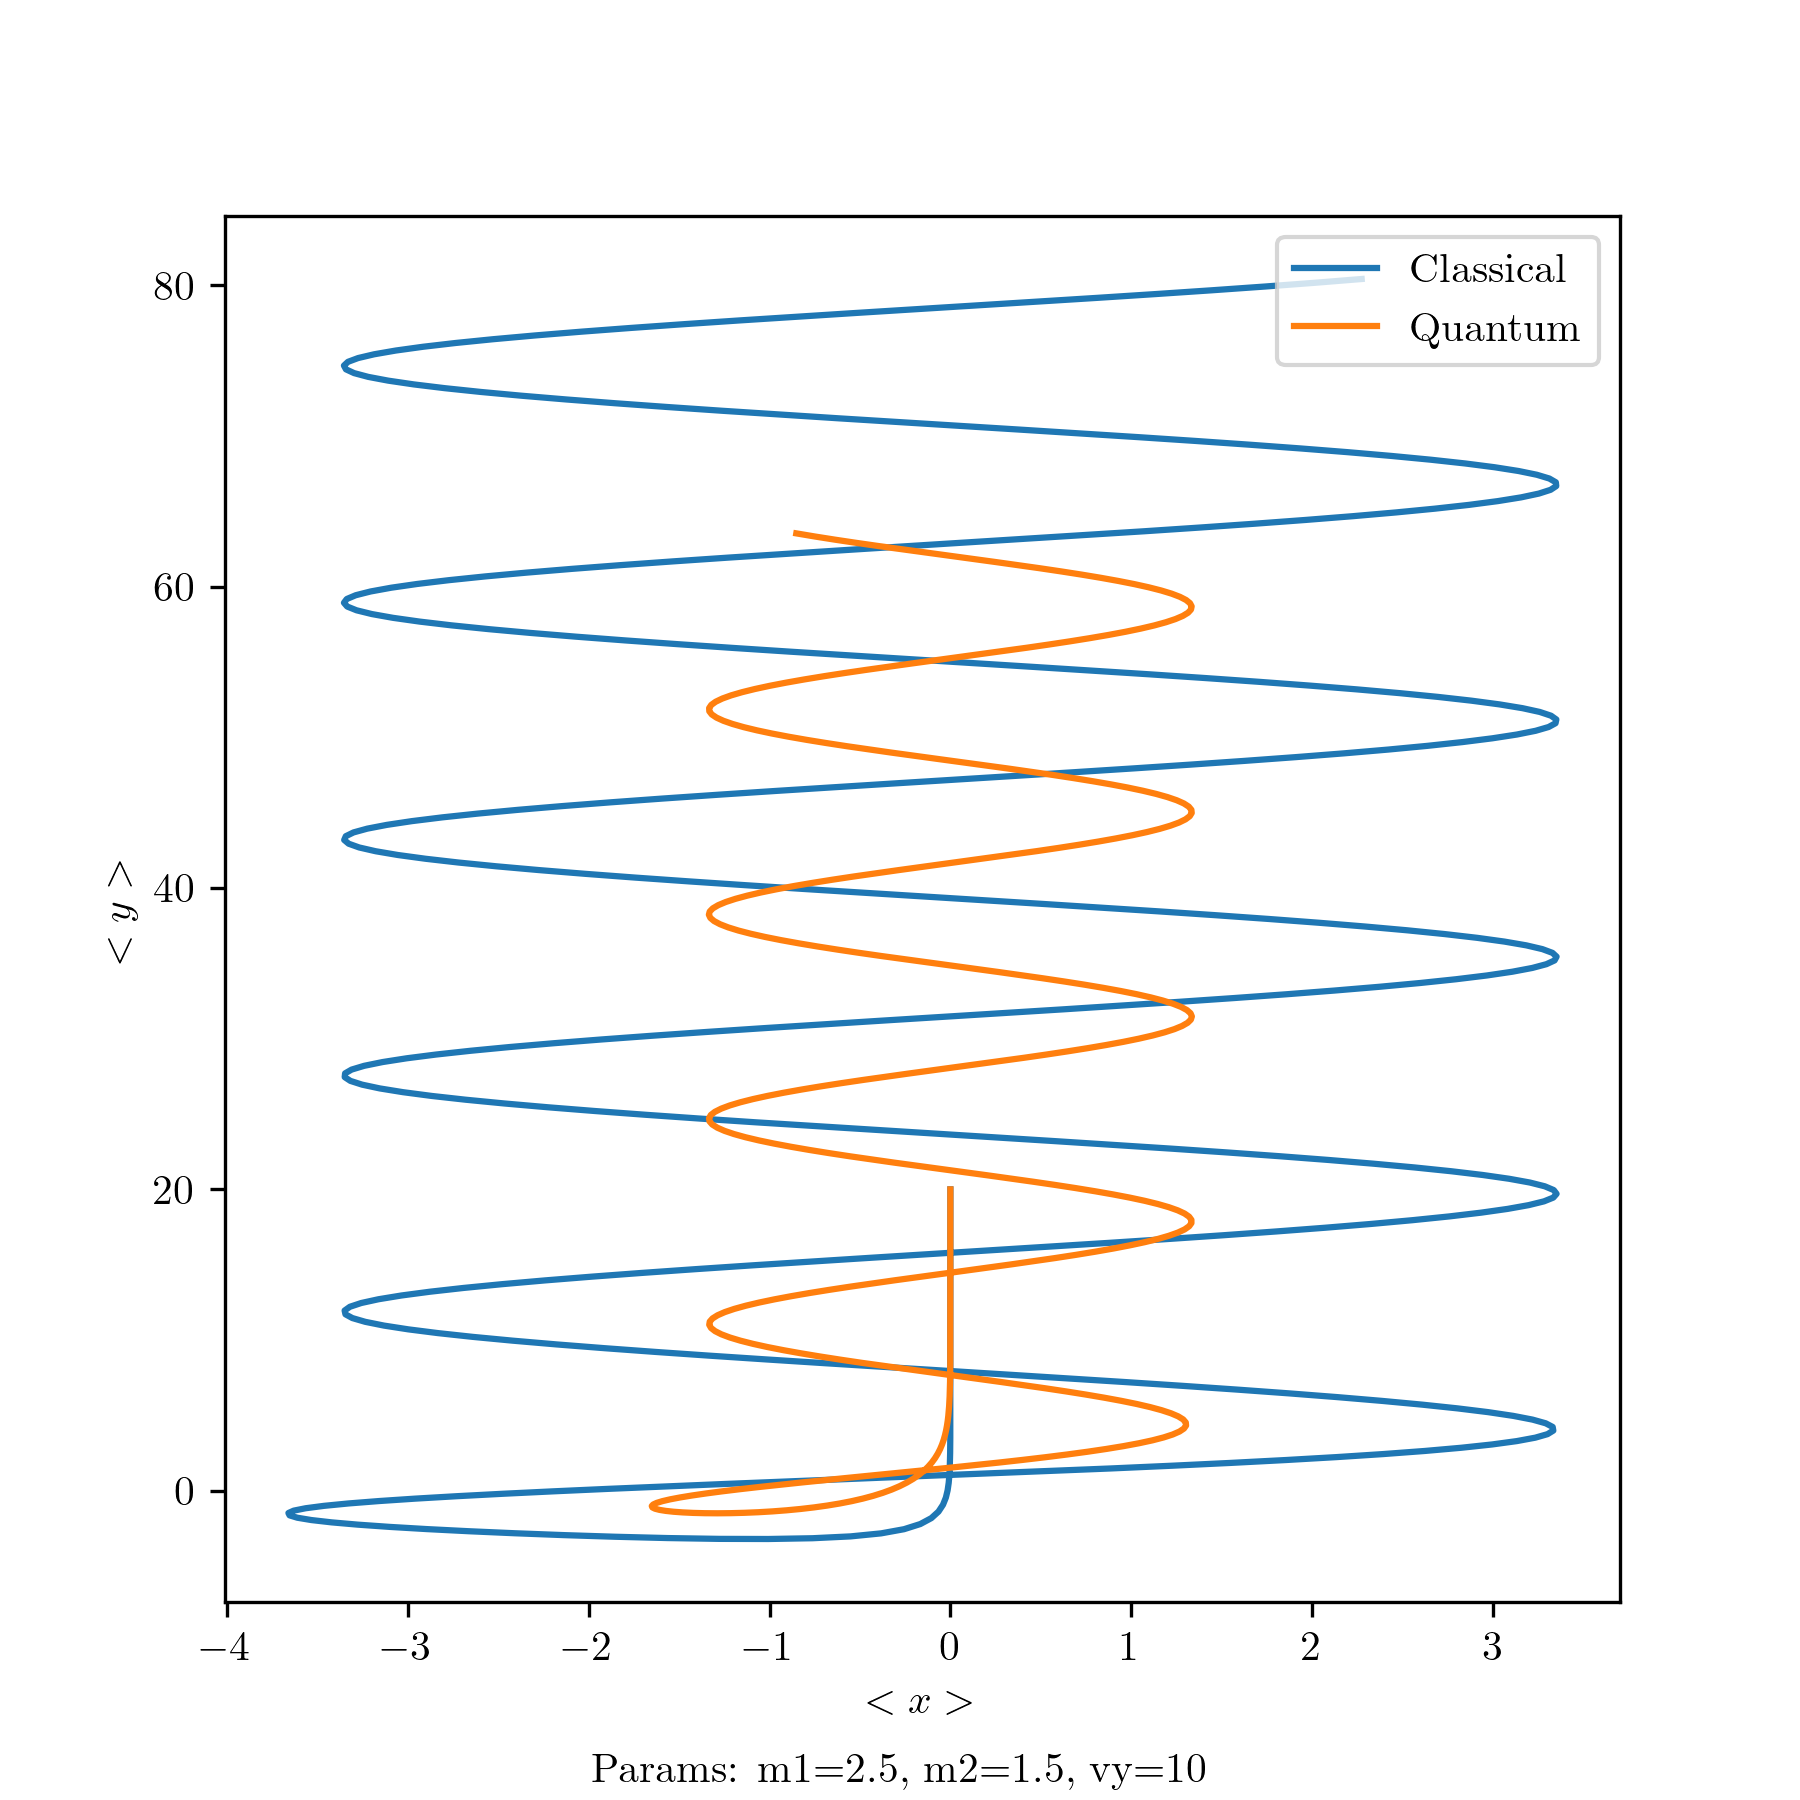 Classical
Quantum
80
60
40
20
0
< y >
−4 −3 −2 −1 0 1 2 3
< x >
Params: m1=2.5, m2=1.5, vy=10